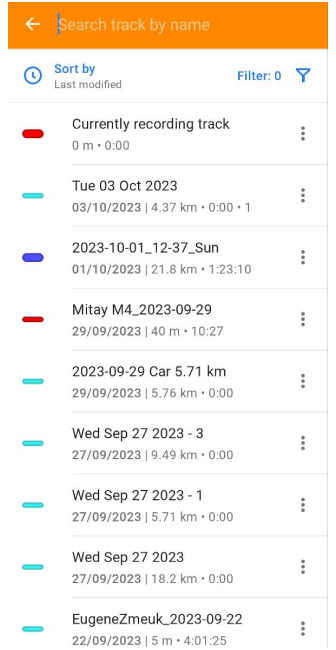 Search track by name
Sort by
Last modified
Filter: 0
Currently recording track
0 m • 0:00
Tue 03 Oct 2023
03/10/2023 | 4.37 km • 0:00 • 1
2023-10-01_12-37_Sun
01/10/2023 | 21.8 km • 1:23:10
Mitay M4_2023-09-29
29/09/2023 | 40 m • 10:27
2023-09-29 Car 5.71 km
29/09/2023 | 5.76 km • 0:00
Wed Sep 27 2023 - 3
27/09/2023 | 9.49 km • 0:00
Wed Sep 27 2023 - 1
27/09/2023 | 5.71 km • 0:00
Wed Sep 27 2023
27/09/2023 | 18.2 km • 0:00
EugeneZmeuk_2023-09-22
22/09/2023 | 5 m • 4:01:25